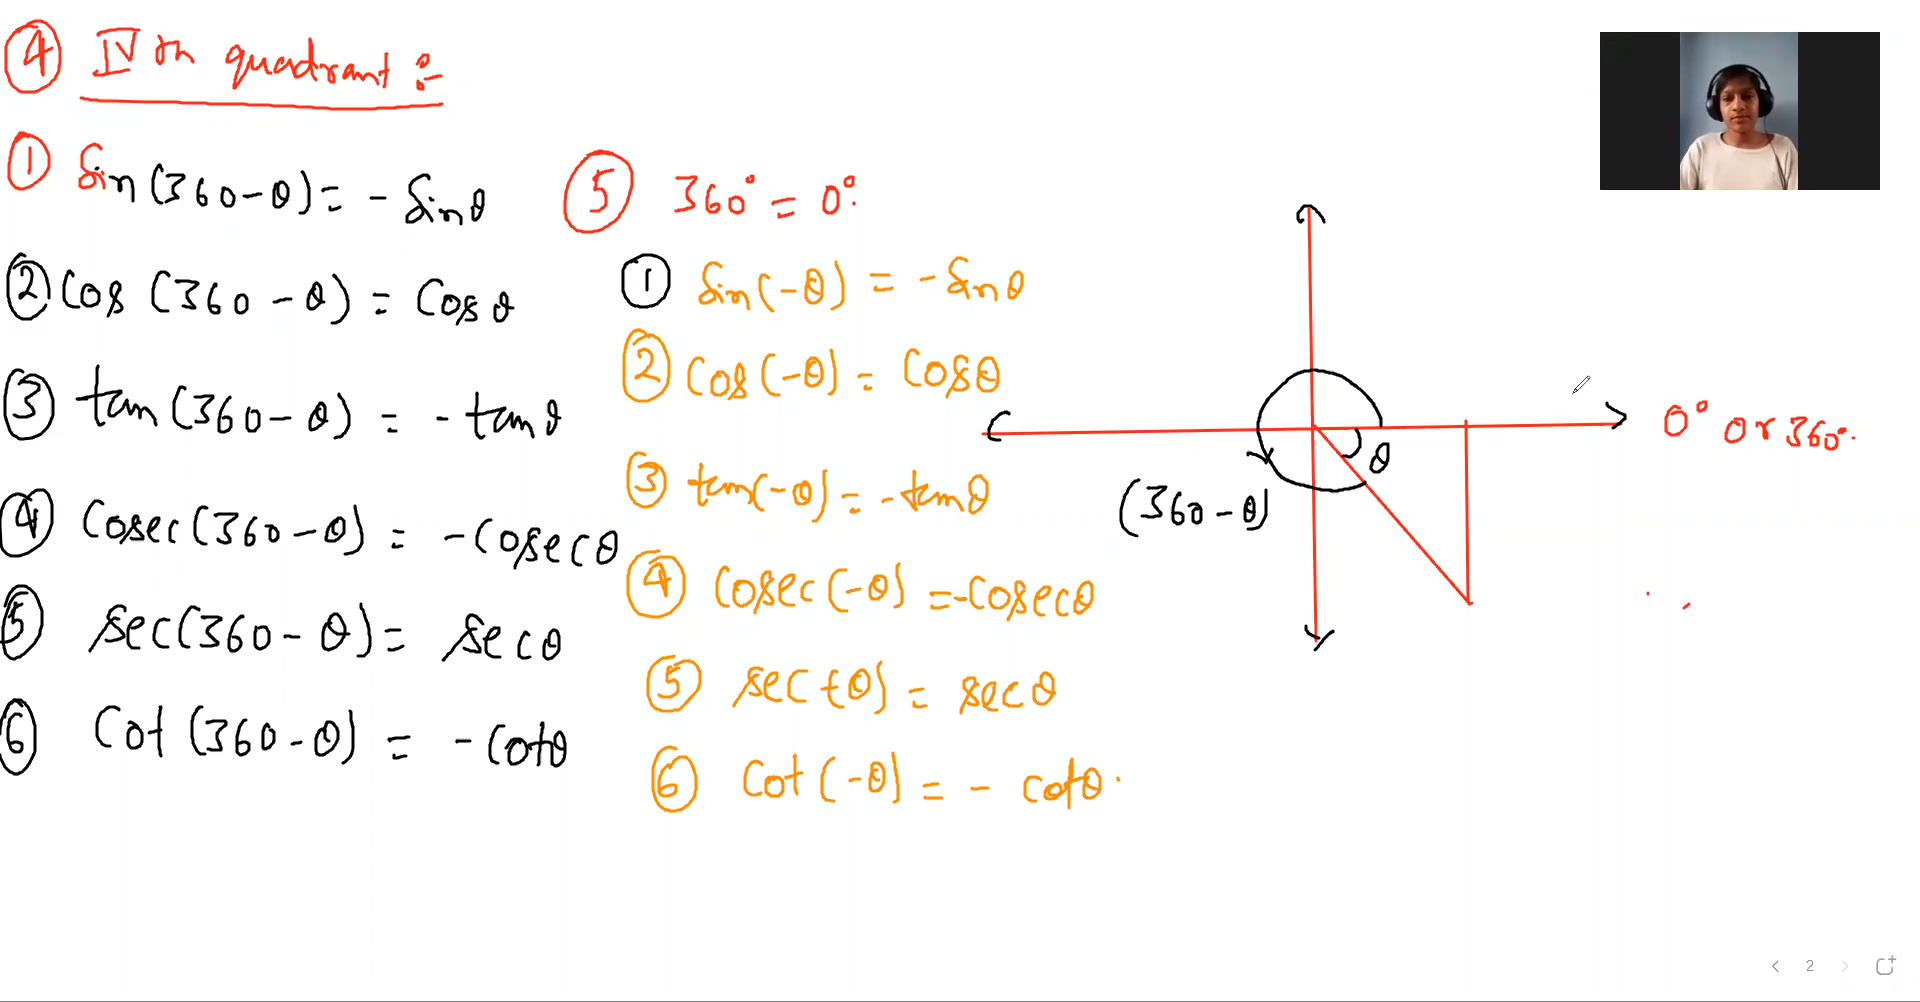 ④ IV th quadrant :-
① Sin(360-θ) = - Sinθ
② Cos (360 - θ) = Cosθ
③ tan(360-θ) = - tanθ
④ Cosec(360-θ) = - Cosecθ
⑤ sec(360-θ) = secθ
⑥ Cot (360-θ) = - Cotθ
⑤ 360° = 0°.
① Sin(-θ) = - Sinθ
② Cos(-θ) = Cosθ
③ tan(-θ) = - tanθ
④ Cosec(-θ) = -Cosecθ
⑤ sec(-θ) = secθ
⑥ Cot(-θ) = - cotθ.
0° or 360°.
θ
(360-θ)
2